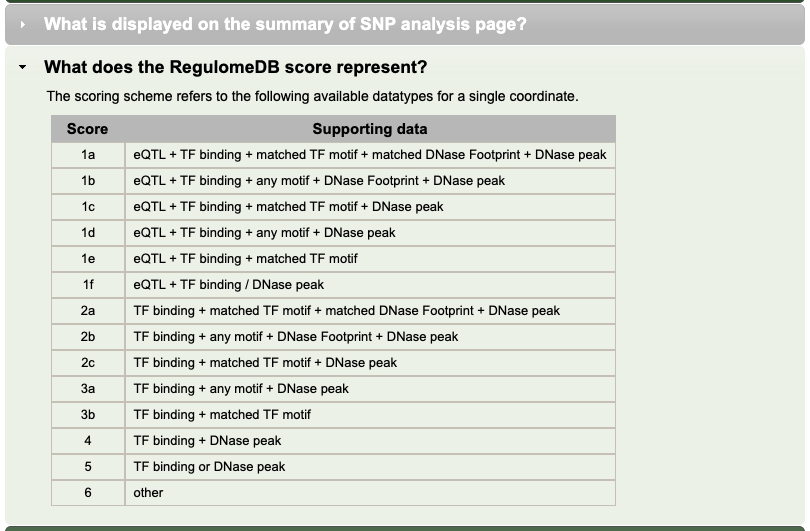 What is displayed on the summary of SNP analysis page?
What does the RegulomeDB score represent?
The scoring scheme refers to the following available datatypes for a single coordinate.
Score Supporting data
1a eQTL + TF binding + matched TF motif + matched DNase Footprint + DNase peak
1b eQTL + TF binding + any motif + DNase Footprint + DNase peak
1c eQTL + TF binding + matched TF motif + DNase peak
1d eQTL + TF binding + any motif + DNase peak
1e eQTL + TF binding + matched TF motif
1f eQTL + TF binding / DNase peak
2a TF binding + matched TF motif + matched DNase Footprint + DNase peak
2b TF binding + any motif + DNase Footprint + DNase peak
2c TF binding + matched TF motif + DNase peak
3a TF binding + any motif + DNase peak
3b TF binding + matched TF motif
4 TF binding + DNase peak
5 TF binding or DNase peak
6 other